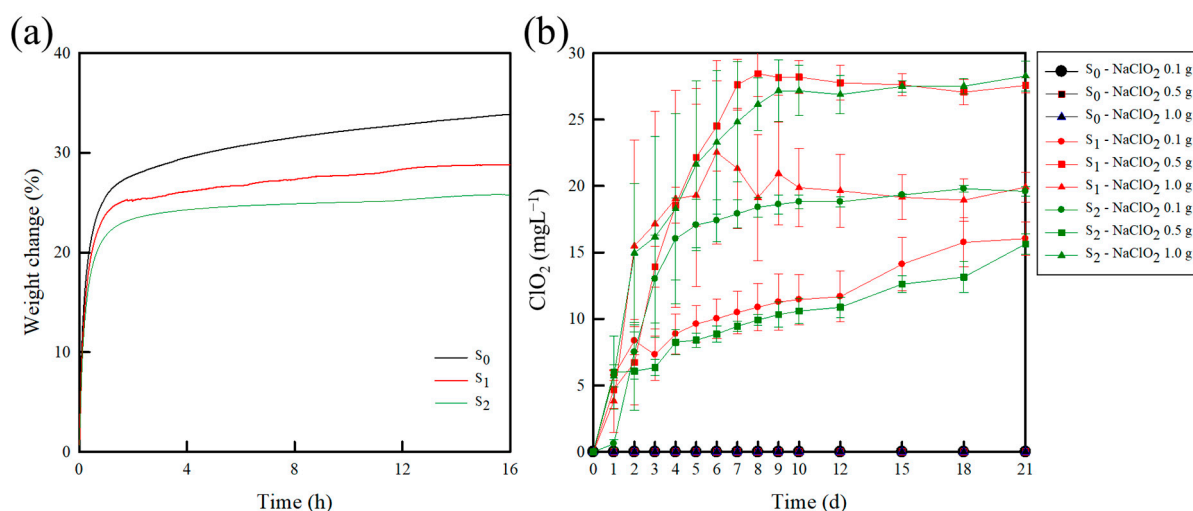 (a)
40
30
20
10
0
Weight change (%)
0 4 8 12 16
Time (h)
S₀
S₁
S₂
(b)
30
25
20
15
10
5
0
ClO₂ (mgL⁻¹)
0 1 2 3 4 5 6 7 8 9 10 12 15 18 21
Time (d)
S₀ - NaClO₂ 0.1 g
S₀ - NaClO₂ 0.5 g
S₀ - NaClO₂ 1.0 g
S₁ - NaClO₂ 0.1 g
S₁ - NaClO₂ 0.5 g
S₁ - NaClO₂ 1.0 g
S₂ - NaClO₂ 0.1 g
S₂ - NaClO₂ 0.5 g
S₂ - NaClO₂ 1.0 g